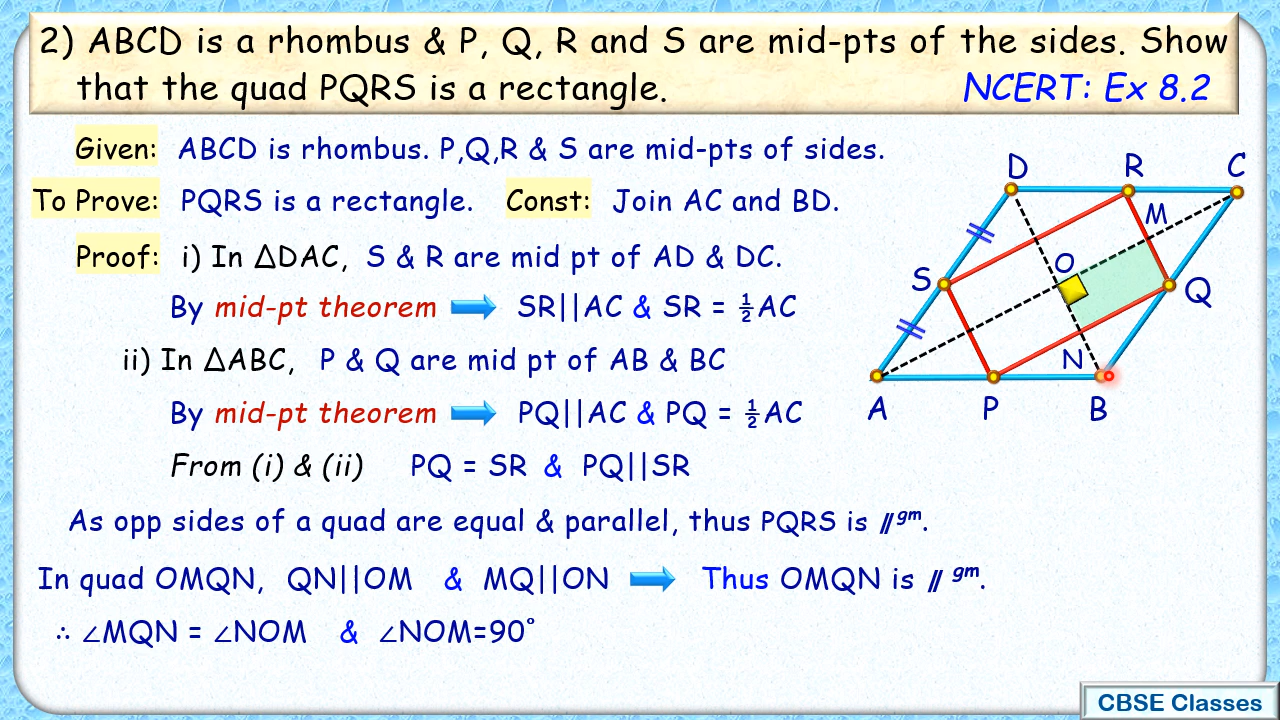 2) ABCD is a rhombus & P, Q, R and S are mid-pts of the sides. Show
that the quad PQRS is a rectangle. NCERT: Ex 8.2
Given: ABCD is rhombus. P,Q,R & S are mid-pts of sides.
To Prove: PQRS is a rectangle. Const: Join AC and BD.
Proof: i) In ∆DAC, S & R are mid pt of AD & DC.
By mid-pt theorem SR||AC & SR = ½AC
ii) In ∆ABC, P & Q are mid pt of AB & BC
By mid-pt theorem PQ||AC & PQ = ½AC
From (i) & (ii) PQ = SR & PQ||SR
As opp sides of a quad are equal & parallel, thus PQRS is //gm.
In quad OMQN, QN||OM & MQ||ON Thus OMQN is // gm.
∴ ∠MQN = ∠NOM & ∠NOM=90°
D R C
M
O
S Q
N
A P B
CBSE Classes